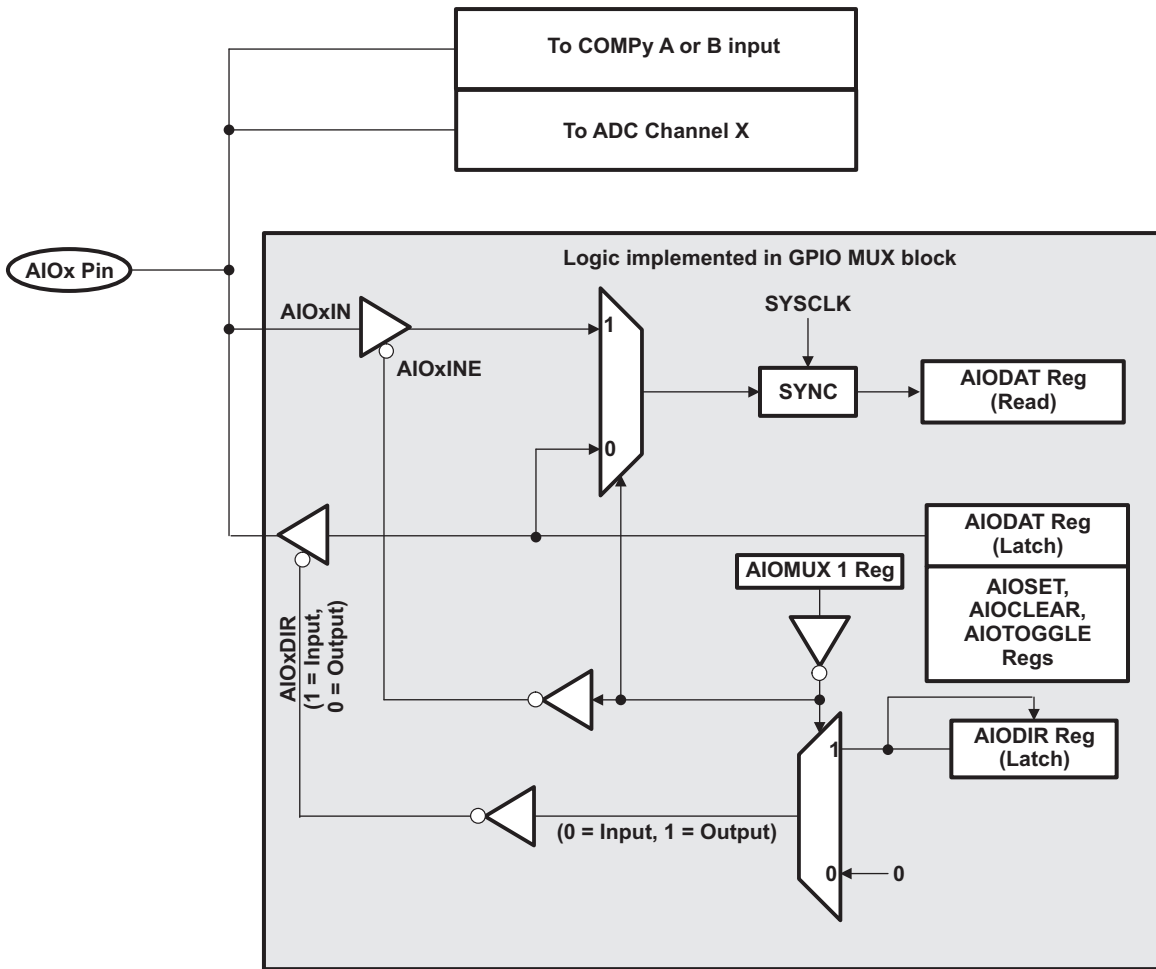 To COMPy A or B input
To ADC Channel X
Logic implemented in GPIO MUX block
AIOx Pin
AIOxIN
1
SYSCLK
AIOxINE
SYNC
AIODAT Reg
(Read)
0
AIODAT Reg
(Latch)
AIOMUX 1 Reg
AIOSET,
AIOCLEAR,
AIOTOGGLE
Regs
AIOxDIR
(1 = Input,
0 = Output)
1
AIODIR Reg
(Latch)
(0 = Input, 1 = Output)
0
0